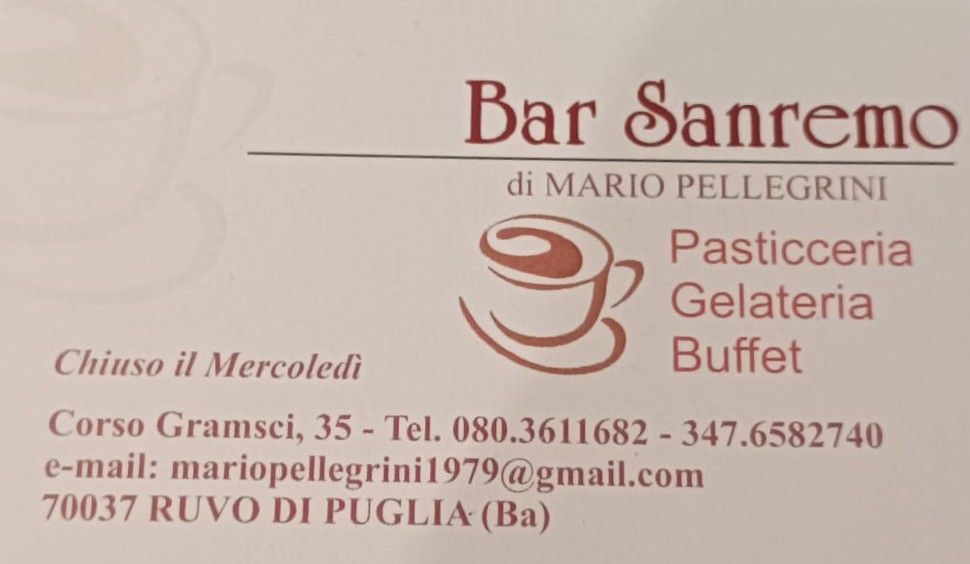 Bar Sanremo
di MARIO PELLEGRINI
Pasticceria
Gelateria
Buffet
Chiuso il Mercoledì
Corso Gramsci, 35 - Tel. 080.3611682 - 347.6582740
e-mail: mariopellegrini1979@gmail.com
70037 RUVO DI PUGLIA (Ba)